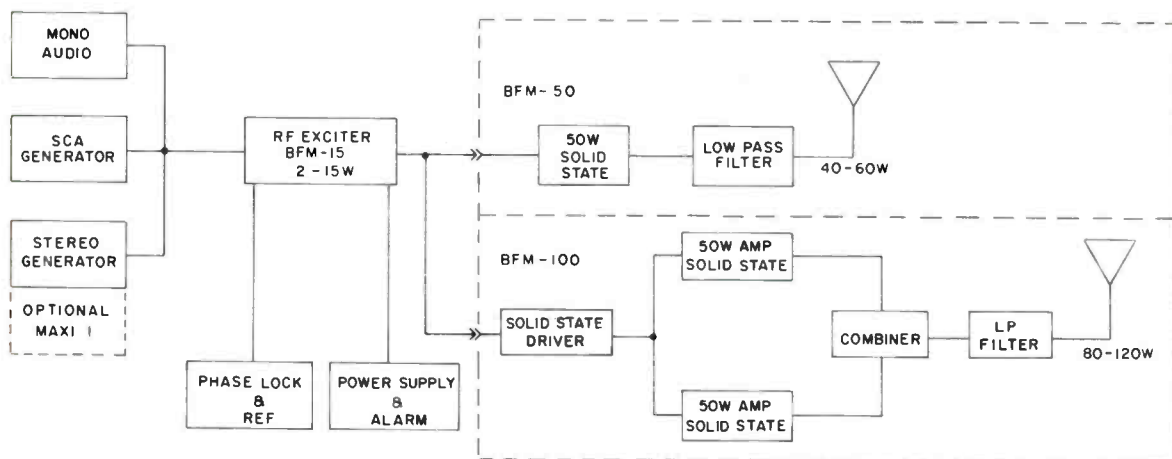 MONO
AUDIO
SCA
GENERATOR
STEREO
GENERATOR
OPTIONAL
MAXI I
RF EXCITER
BFM-15
2-15W
PHASE LOCK
&
REF
POWER SUPPLY
&
ALARM
BFM-50
50W
SOLID
STATE
LOW PASS
FILTER
40-60W
BFM-100
SOLID STATE
DRIVER
50W AMP
SOLID STATE
50W AMP
SOLID STATE
COMBINER
LP
FILTER
80-120W